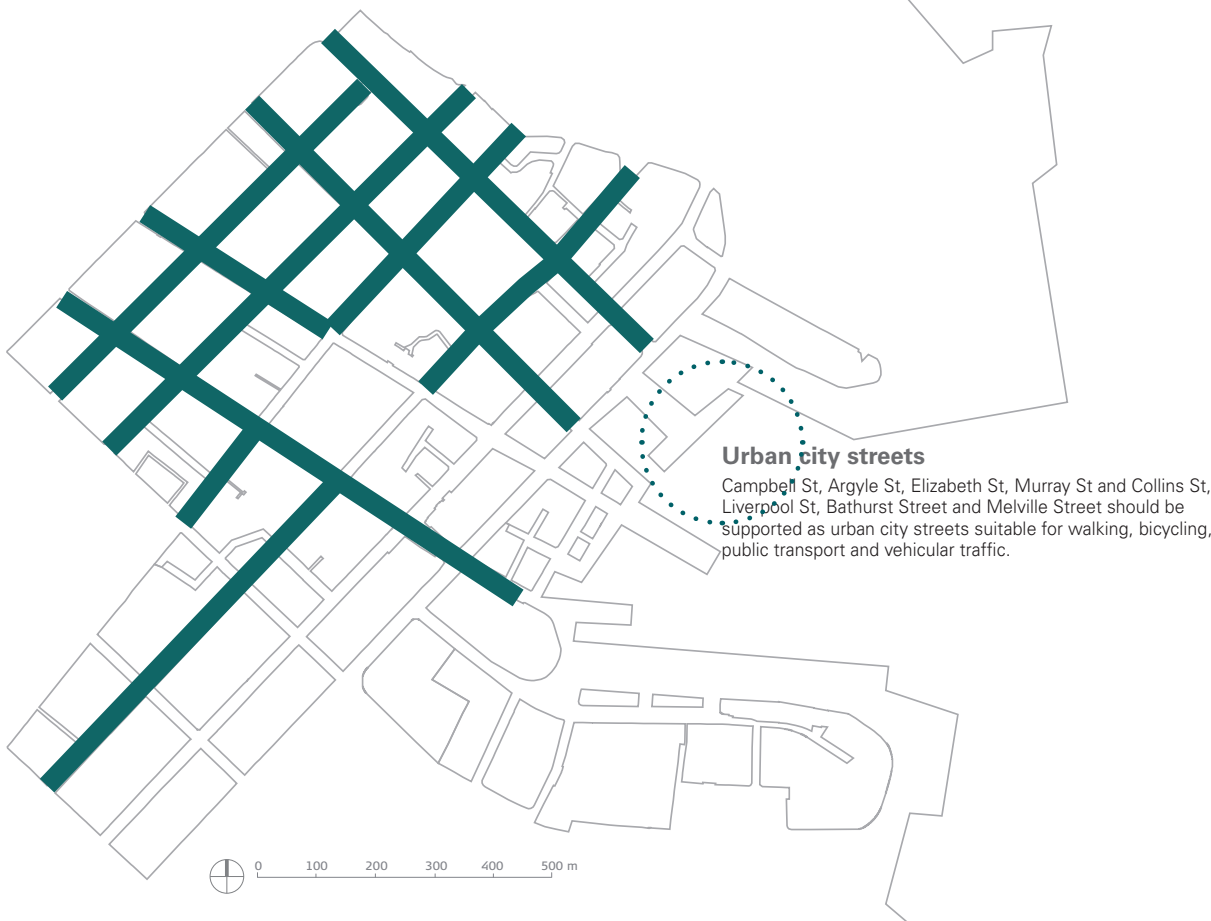 Urban city streets
Campbell St, Argyle St, Elizabeth St, Murray St and Collins St,
Liverpool St, Bathurst Street and Melville Street should be
supported as urban city streets suitable for walking, bicycling,
public transport and vehicular traffic.
0 100 200 300 400 500 m